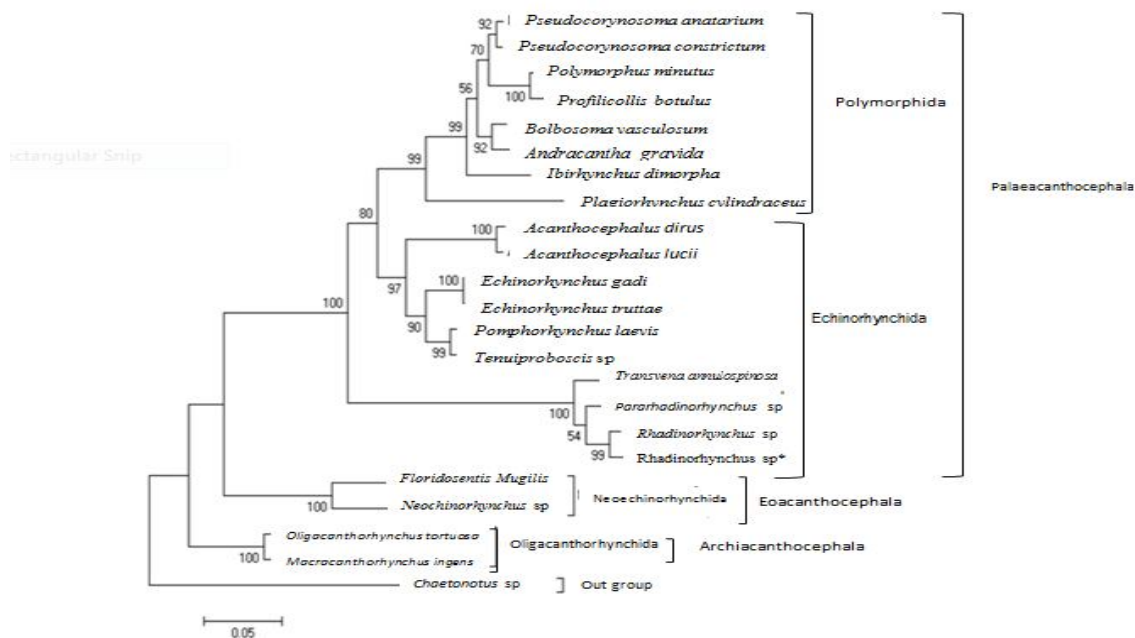 92 Pseudocorynosoma anatarium
Pseudocorynosoma constrictum
70
Polymorphus minutus
100 Profilicollis botulus
56
Polymorphida
Bolbosoma vasculosum
99
92 Andracantha gravida
ectangular Snip
99
Ibirhynchus dimorpha
Palaeacanthocephala
Plagiorhynchus cylindraceus
80
100 Acanthocephalus dirus
Acanthocephalus lucii
97
100 Echinorhynchus gadi
Echinorhynchus truttae
100
Echinorhynchida
90
Pomphorhynchus laevis
99 Tenuiproboscis sp
Transvena annulospinosa
100
Pararhadinorhynchus sp
54
Rhadinorhynchus sp
99 Rhadinorhynchus sp*
Floridosentis Mugilis
Neoechinorhynchida
Eoacanthocephala
100 Neochinorhynchus sp
Oligacanthorhynchus tortuosa
Oligacanthorhynchida
Archiacanthocephala
100 Macracanthorhynchus ingens
Chaetonotus sp
Out group
0.05